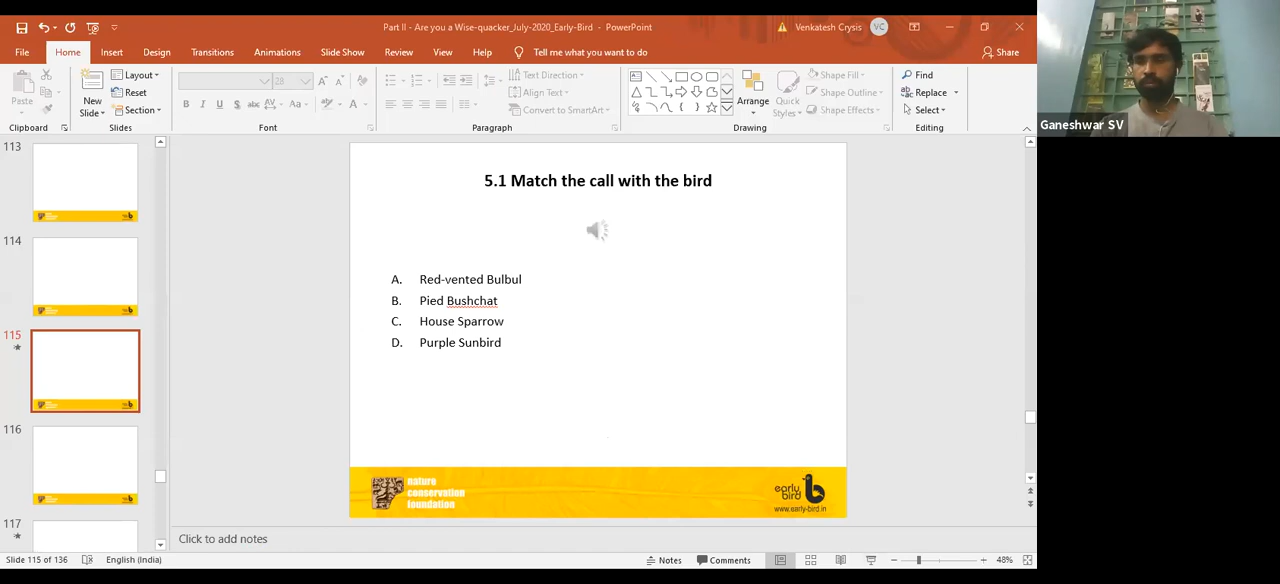 Part II - Are you a Wise-quacker_July-2020_Early-Bird - PowerPoint
Venkatesh Crysis
VC
File Home Insert Design Transitions Animations Slide Show Review View Help Tell me what you want to do
Share
Paste
New
Slide
Layout
Reset
Section
28
Text Direction
Align Text
Convert to SmartArt
Arrange
Quick
Styles
Shape Fill
Shape Outline
Shape Effects
Find
Replace
Select
Clipboard Slides Font Paragraph Drawing Editing
Ganeshwar SV
113
114
115
116
117
5.1 Match the call with the bird
A. Red-vented Bulbul
B. Pied Bushchat
C. House Sparrow
D. Purple Sunbird
nature
conservation
foundation
early
bird
www.early-bird.in
Click to add notes
Slide 115 of 136 English (India) Notes Comments 48%